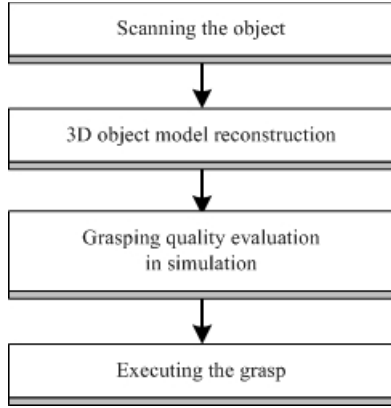 Scanning the object
3D object model reconstruction
Grasping quality evaluation
in simulation
Executing the grasp